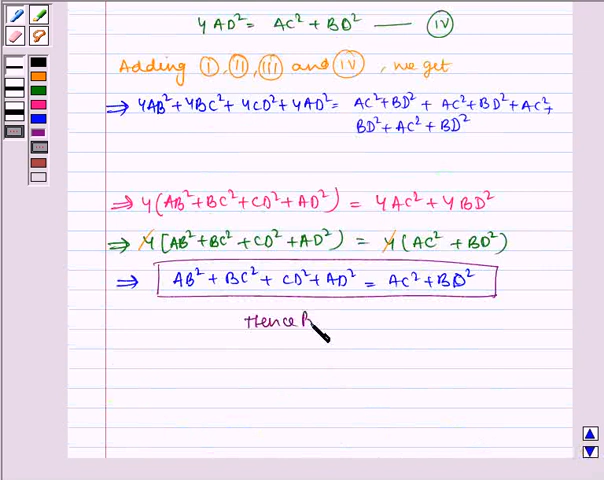 4AD² = AC² + BD² —— (IV)
Adding (I), (II), (III) and (IV), we get
⇒ 4AB² + 4BC² + 4CD² + 4AD² = AC² + BD² + AC² + BD² + AC² +
BD² + AC² + BD²
⇒ 4(AB² + BC² + CD² + AD²) = 4AC² + 4BD²
⇒ 4(AB² + BC² + CD² + AD²) = 4(AC² + BD²)
⇒ AB² + BC² + CD² + AD² = AC² + BD²
Hence